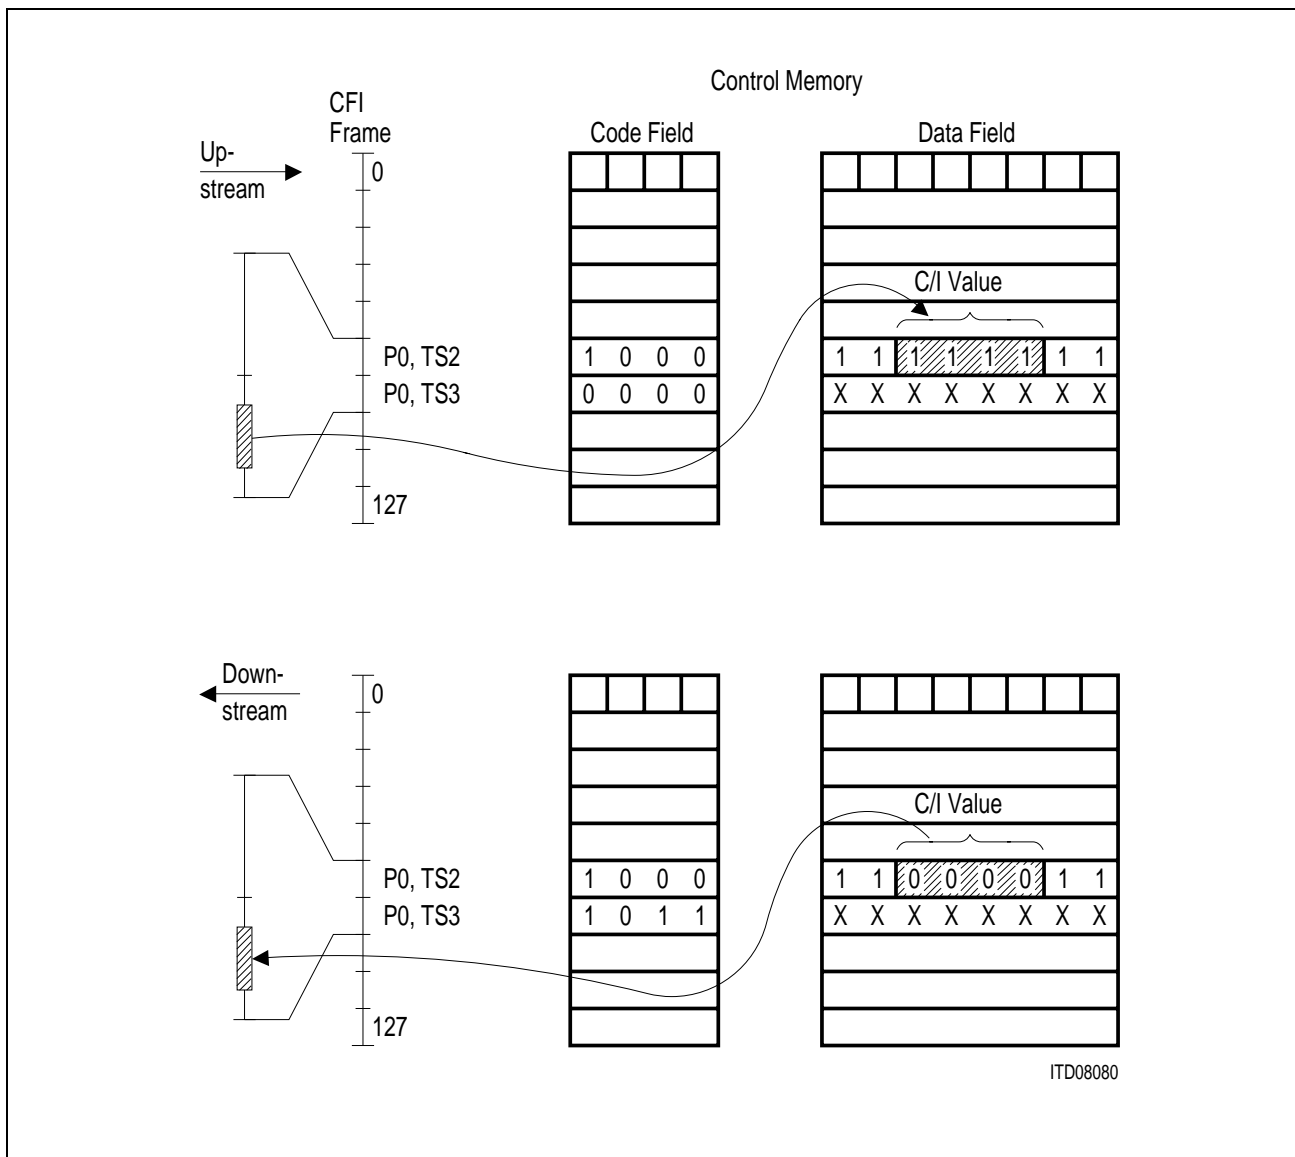 Control Memory
CFI
Frame
Code Field
Data Field
Up-
stream
0
C/I Value
P0, TS2
1 0 0 0
1 1 1 1 1 1 1 1
P0, TS3
0 0 0 0
X X X X X X X X
127
Down-
stream
0
C/I Value
P0, TS2
1 0 0 0
1 1 0 0 0 0 1 1
P0, TS3
1 0 1 1
X X X X X X X X
127
ITD08080